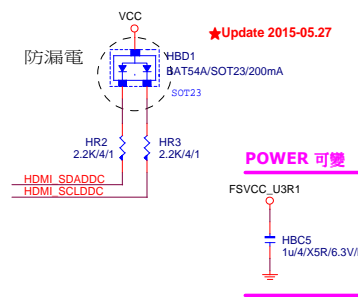 VCC
★Update 2015-05.27
防漏電
HBD1
BAT54A/SOT23/200mA
SOT23
HR2
2.2K/4/1
HR3
2.2K/4/1
HDMI_SDADDC
HDMI_SCLDDC
POWER 可變
FSVCC_U3R1
HBC5
1u/4/X5R/6.3V/